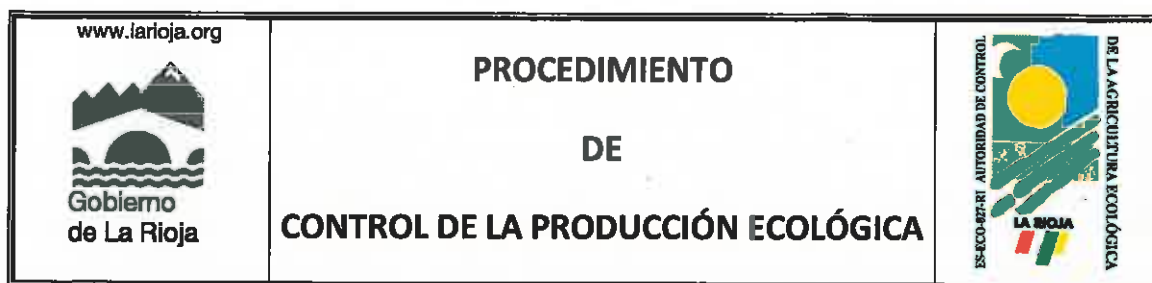 www.larioja.org
Gobierno
de La Rioja
PROCEDIMIENTO
DE
CONTROL DE LA PRODUCCIÓN ECOLÓGICA
ES-ECO-027-RI AUTORIDAD DE CONTROL
DE LA AGRICULTURA ECOLÓGICA
LA RIOJA